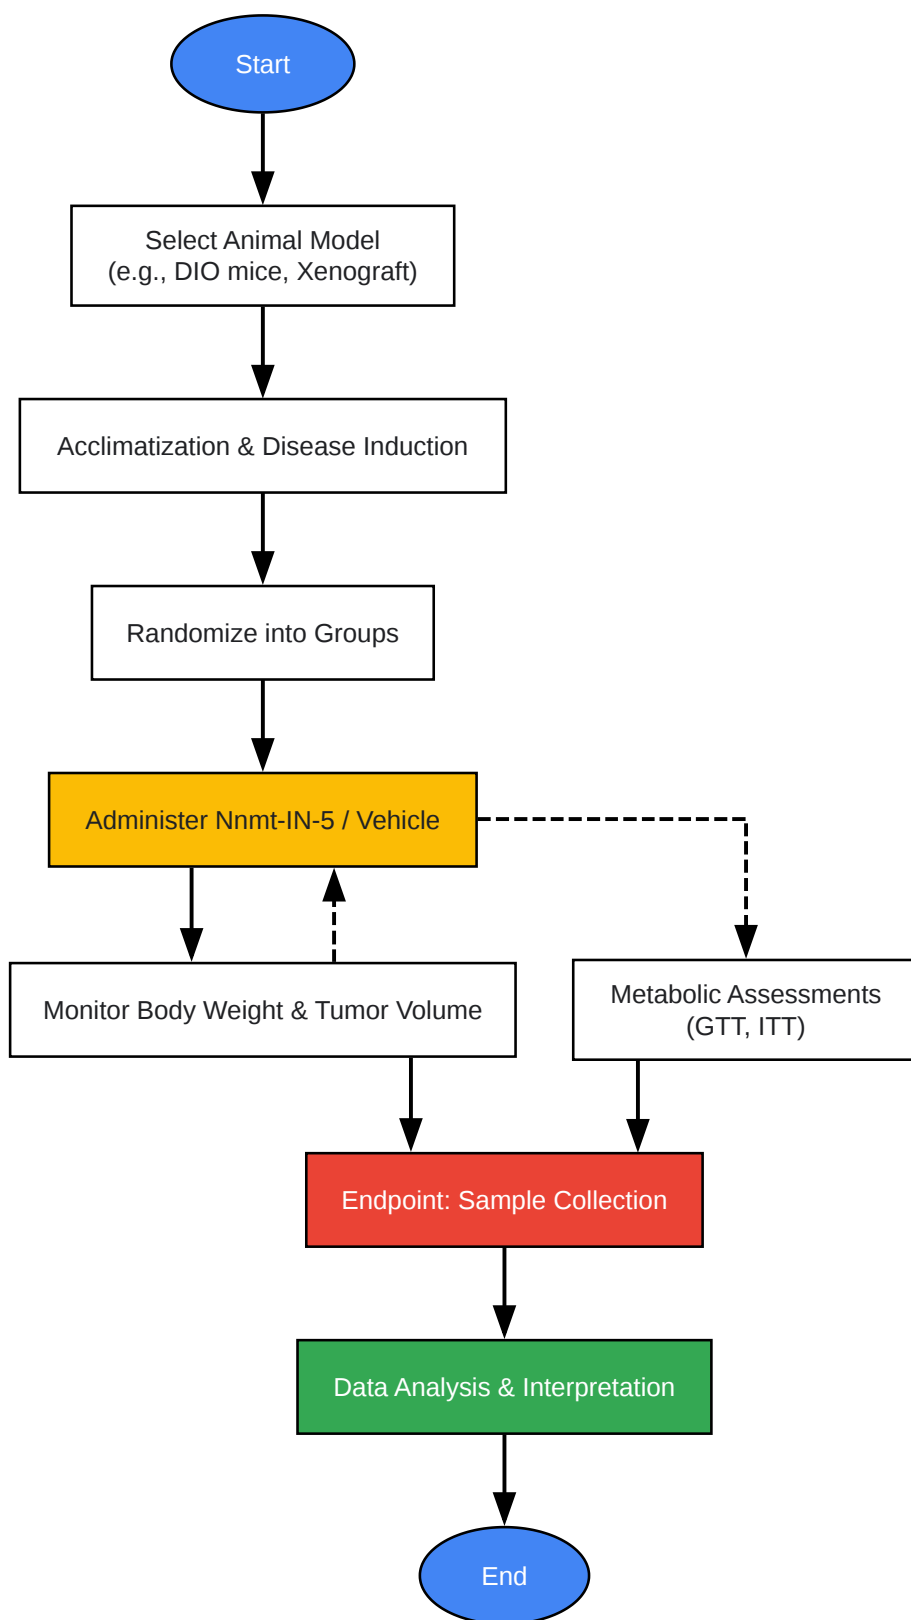 Start
Select Animal Model
(e.g., DIO mice, Xenograft)
Acclimatization & Disease Induction
Randomize into Groups
Administer Nnmt-IN-5 / Vehicle
Monitor Body Weight & Tumor Volume
Metabolic Assessments
(GTT, ITT)
Endpoint: Sample Collection
Data Analysis & Interpretation
End